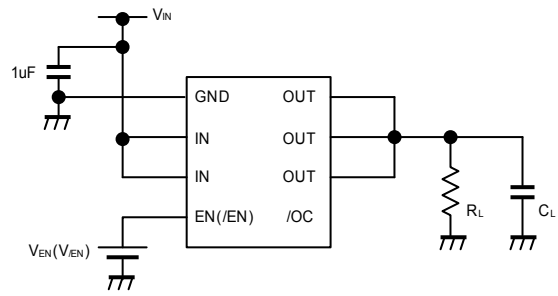 VIN
1uF
GND OUT
IN OUT
IN OUT
EN(/EN) /OC
RL CL
VEN(V/EN)